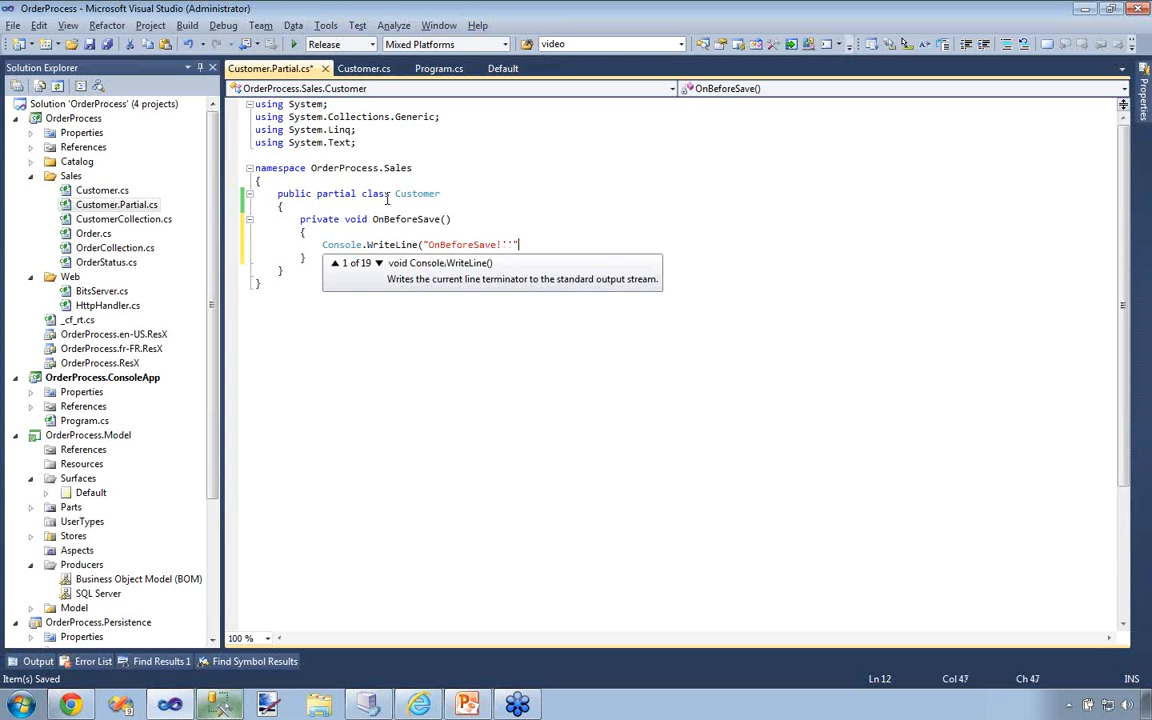 OrderProcess - Microsoft Visual Studio (Administrator)
File Edit View Refactor Project Build Debug Team Data Tools Test Analyze Window Help
Release Mixed Platforms video
Solution Explorer
Customer.Partial.cs* Customer.cs Program.cs Default
OrderProcess.Sales.Customer OnBeforeSave()
Solution 'OrderProcess' (4 projects)
OrderProcess
Properties
References
Catalog
Sales
Customer.cs
Customer.Partial.cs
CustomerCollection.cs
Order.cs
OrderCollection.cs
OrderStatus.cs
Web
BitsServer.cs
HttpHandler.cs
_cf_rt.cs
OrderProcess.en-US.ResX
OrderProcess.fr-FR.ResX
OrderProcess.ResX
OrderProcess.ConsoleApp
Properties
References
Program.cs
OrderProcess.Model
References
Resources
Surfaces
Default
Parts
UserTypes
Stores
Aspects
Producers
Business Object Model (BOM)
SQL Server
Model
OrderProcess.Persistence
Properties
using System;
using System.Collections.Generic;
using System.Linq;
using System.Text;
namespace OrderProcess.Sales
{
public partial class Customer
{
private void OnBeforeSave()
{
Console.WriteLine("OnBeforeSave!''"
}
}
}
1 of 19 void Console.WriteLine()
Writes the current line terminator to the standard output stream.
Properties
100 %
Output Error List Find Results 1 Find Symbol Results
Item(s) Saved Ln 12 Col 47 Ch 47 INS